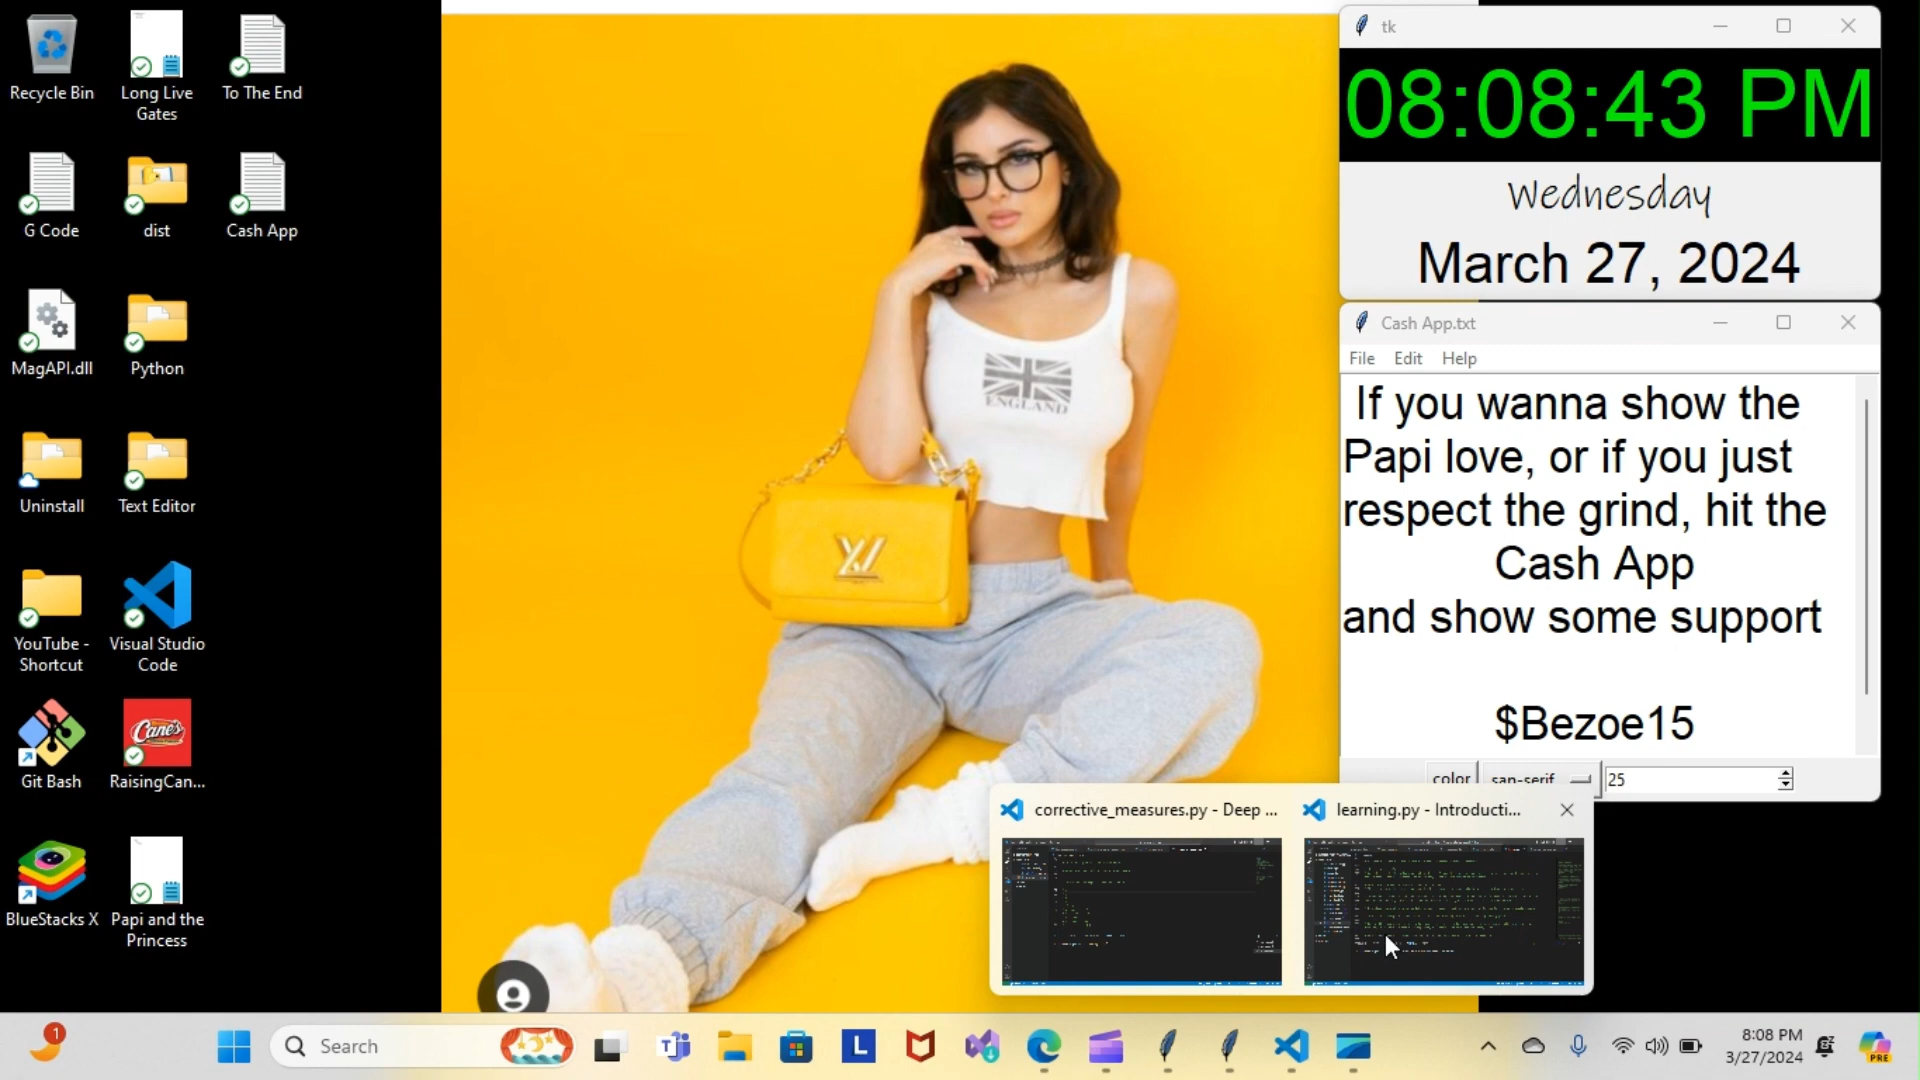 Recycle Bin
Long Live
Gates
To The End
G Code
dist
Cash App
MagAPI.dll
Python
Uninstall
Text Editor
YouTube -
Shortcut
Visual Studio
Code
Git Bash
RaisingCan...
Cane's
BlueStacks X
Papi and the
Princess
ENGLAND
LV
tk
08:08:43 PM
Wednesday
March 27, 2024
Cash App.txt
File Edit Help
If you wanna show the
Papi love, or if you just
respect the grind, hit the
Cash App
and show some support
$Bezoe15
color san-serif 25
corrective_measures.py - Deep ...
learning.py - Introducti...
1
Search
T
L
8:08 PM
3/27/2024
PRE